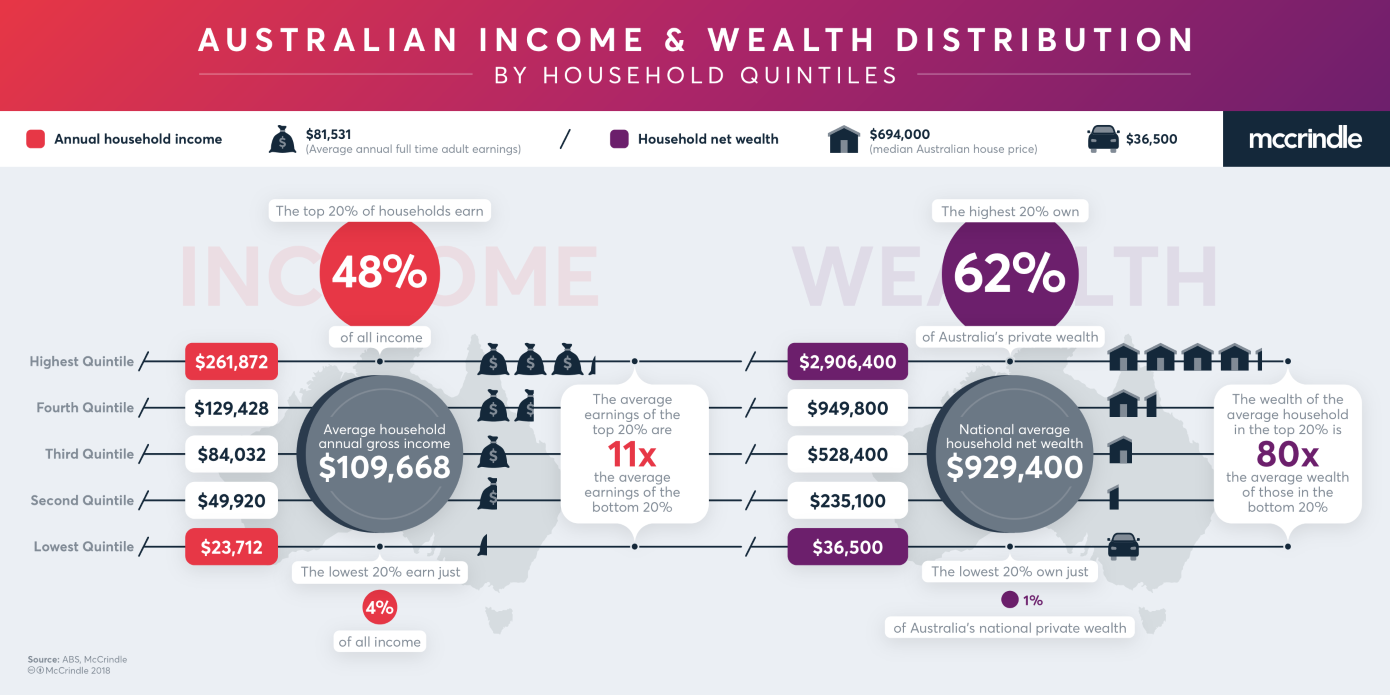 AUSTRALIAN INCOME & WEALTH DISTRIBUTION
BY HOUSEHOLD QUINTILES
Annual household income
$
$81,531
(Average annual full time adult earnings)
/
Household net wealth
$694,000
(median Australian house price)
$36,500
mccrindle
INCOME
The top 20% of households earn
48%
of all income
WEALTH
The highest 20% own
62%
of Australia's private wealth
Highest Quintile
$261,872
$ $ $
$2,906,400
Fourth Quintile
$129,428
$ $
$949,800
Third Quintile
$84,032
$
$528,400
Second Quintile
$49,920
$
$235,100
Lowest Quintile
$23,712
$36,500
Average household
annual gross income
$109,668
The average
earnings of the
top 20% are
11x
the average
earnings of the
bottom 20%
National average
household net wealth
$929,400
The wealth of the
average household
in the top 20% is
80x
the average wealth
of those in the
bottom 20%
The lowest 20% earn just
4%
of all income
The lowest 20% own just
1%
of Australia's national private wealth
Source: ABS, McCrindle
McCrindle 2018